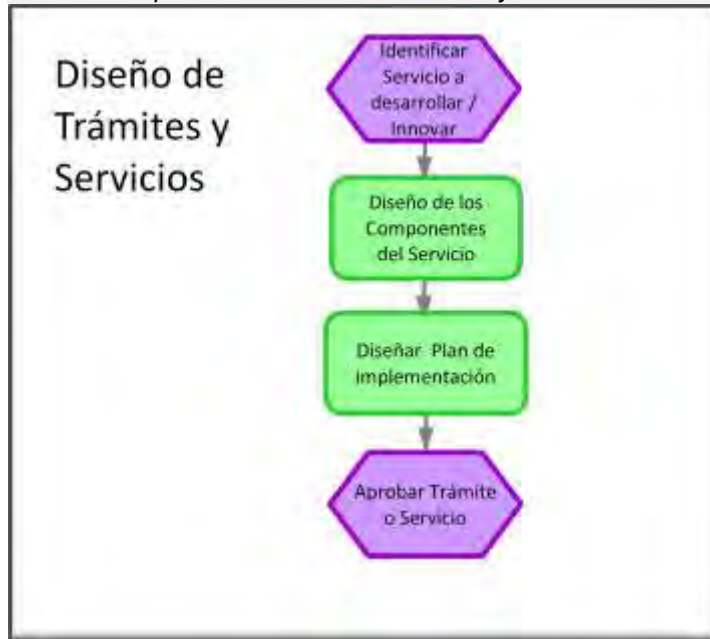 Diseño de
Trámites y
Servicios
Identificar
Servicio a
desarrollar /
Innovar
Diseño de los
Componentes
del Servicio
Diseñar Plan de
implementación
Aprobar Trámite
o Servicio